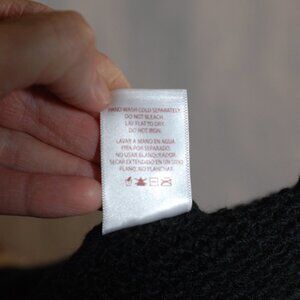 HAND WASH COLD SEPARATELY.
DO NOT BLEACH.
LAY FLAT TO DRY.
DO NOT IRON.
LAVAR A MANO EN AGUA
FRIA POR SEPARADO.
NO USAR BLANQUEADOR.
SECAR EXTENDIDO EN UN SITIO
PLANO. NO PLANCHAR.